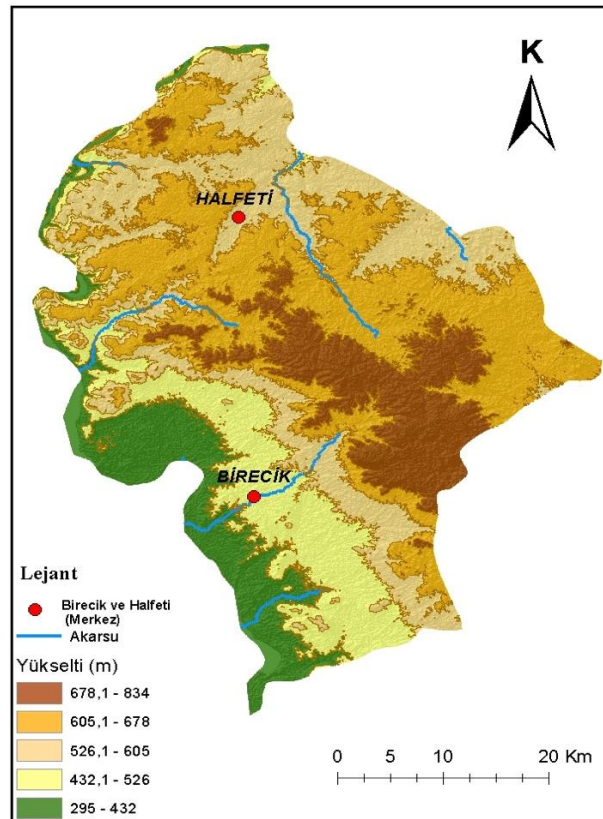 K
HALFETİ
BİRECİK
Lejant
Birecik ve Halfeti
(Merkez)
Akarsu
Yükselti (m)
678,1 - 834
605,1 - 678
526,1 - 605
432,1 - 526
295 - 432
0 5 10 20 Km